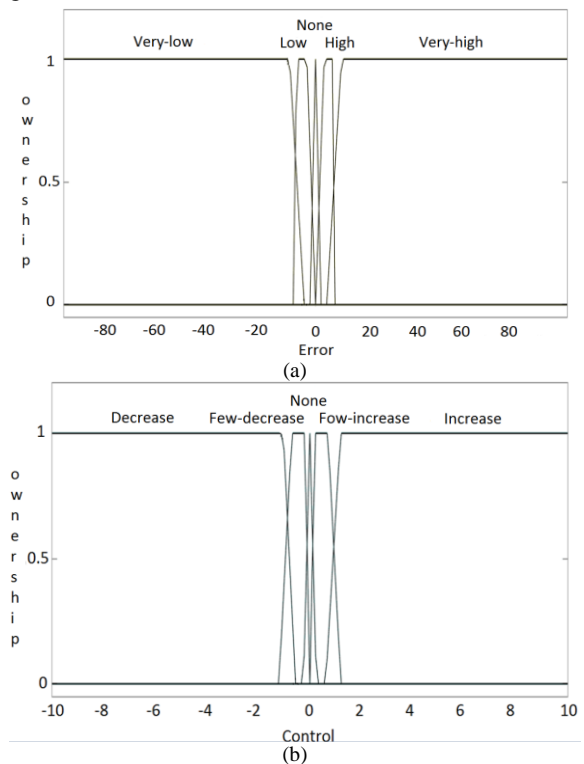 None
Very-low Low High Very-high
1
0.5
0
ownership
-80 -60 -40 -20 0 20 40 60 80
Error
(a)
None
Decrease Few-decrease Fow-increase Increase
1
0.5
0
ownership
-10 -8 -6 -4 -2 0 2 4 6 8 10
Control
(b)